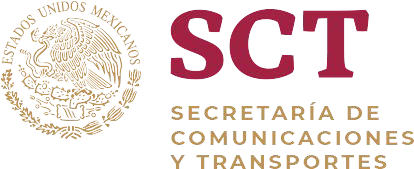 ESTADOS UNIDOS MEXICANOS
SCT
SECRETARÍA DE
COMUNICACIONES
Y TRANSPORTES